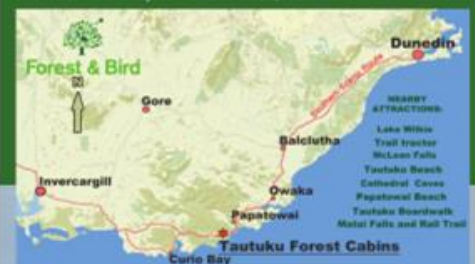 Forest & Bird
N
Dunedin
Southern Scenic Route
Gore
NEARBY
ATTRACTIONS:
Lake Wilkie
Trail tractor
McLean Falls
Tautuku Beach
Cathedral Caves
Papatowai Beach
Tautuku Boardwalk
Matai Falls and Rail Trail
Balclutha
Invercargill
Owaka
Papatowai
Tautuku Forest Cabins
Curio Bay